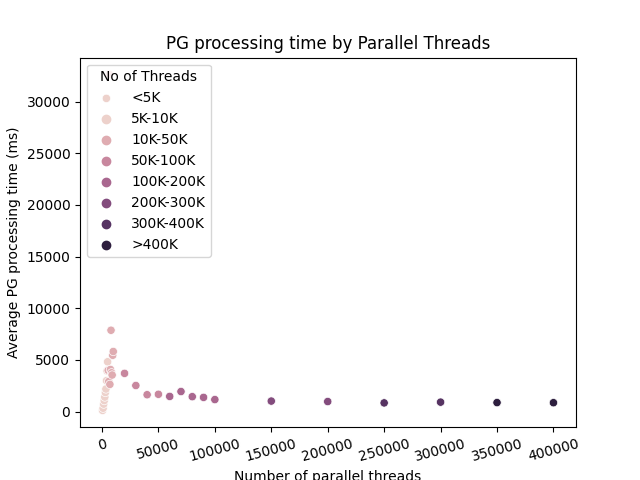 PG processing time by Parallel Threads
No of Threads
<5K
5K-10K
10K-50K
50K-100K
100K-200K
200K-300K
300K-400K
>400K
Average PG processing time (ms)
30000
25000
20000
15000
10000
5000
0
0
50000
100000
150000
200000
250000
300000
350000
400000
Number of parallel threads